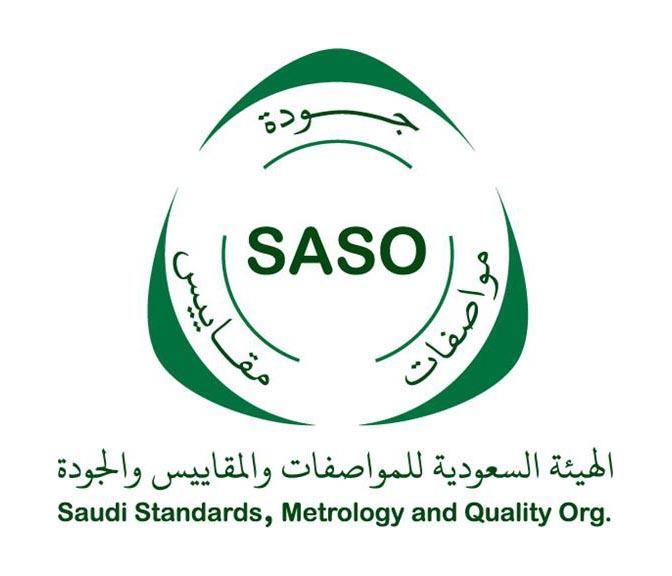 جودة
SASO
مقاييس
مواصفات
الهيئة السعودية للمواصفات والمقاييس والجودة
Saudi Standards, Metrology and Quality Org.